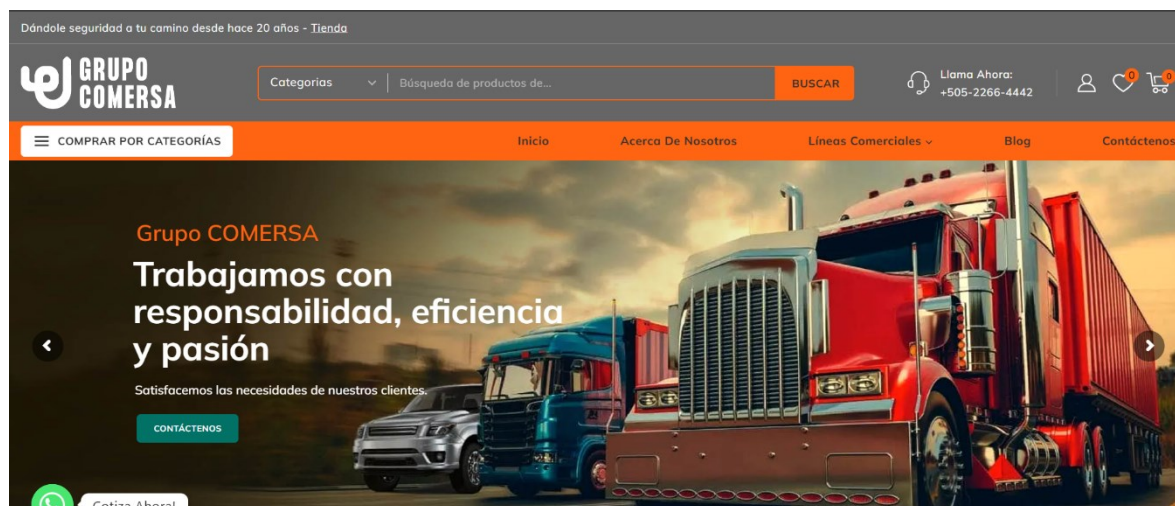 Dándole seguridad a tu camino desde hace 20 años - Tienda
GRUPO
COMERSA
Categorias
Búsqueda de productos de...
BUSCAR
Llama Ahora:
+505-2266-4442
0
0
COMPRAR POR CATEGORÍAS
Inicio
Acerca De Nosotros
Líneas Comerciales
Blog
Contáctenos
Grupo COMERSA
Trabajamos con
responsabilidad, eficiencia
y pasión
Satisfacemos las necesidades de nuestros clientes.
CONTÁCTENOS
Cotiza Ahora!